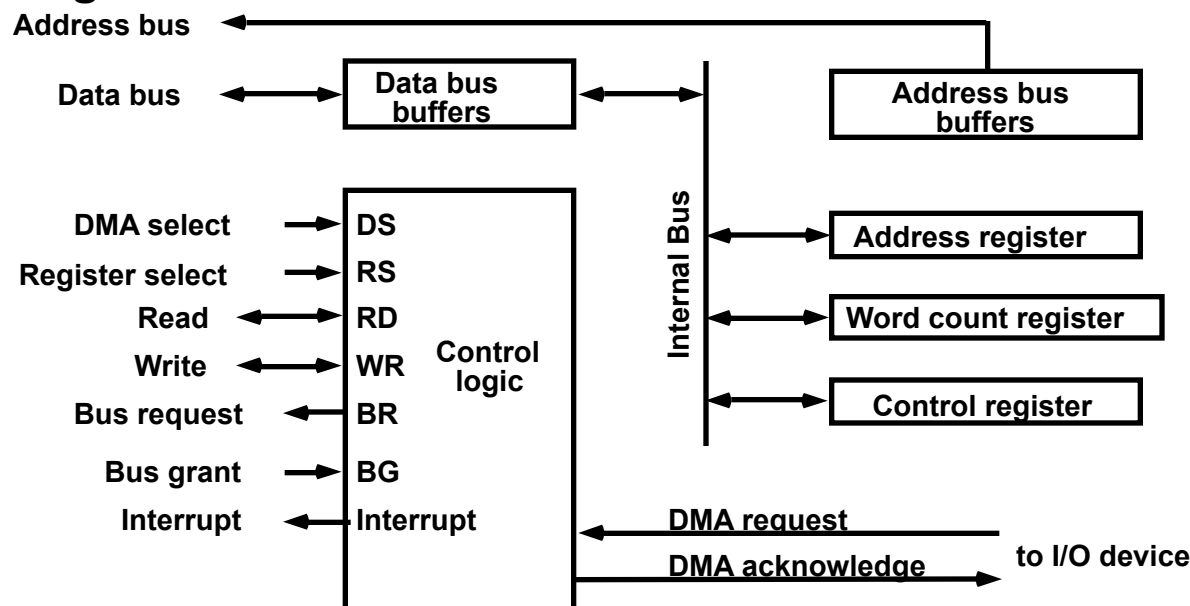 Address bus
Data bus
Data bus
buffers
Address bus
buffers
DMA select
DS
Register select
RS
Read
RD
Write
WR
Bus request
BR
Bus grant
BG
Interrupt
Interrupt
Control
logic
Internal Bus
Address register
Word count register
Control register
DMA request
DMA acknowledge
to I/O device